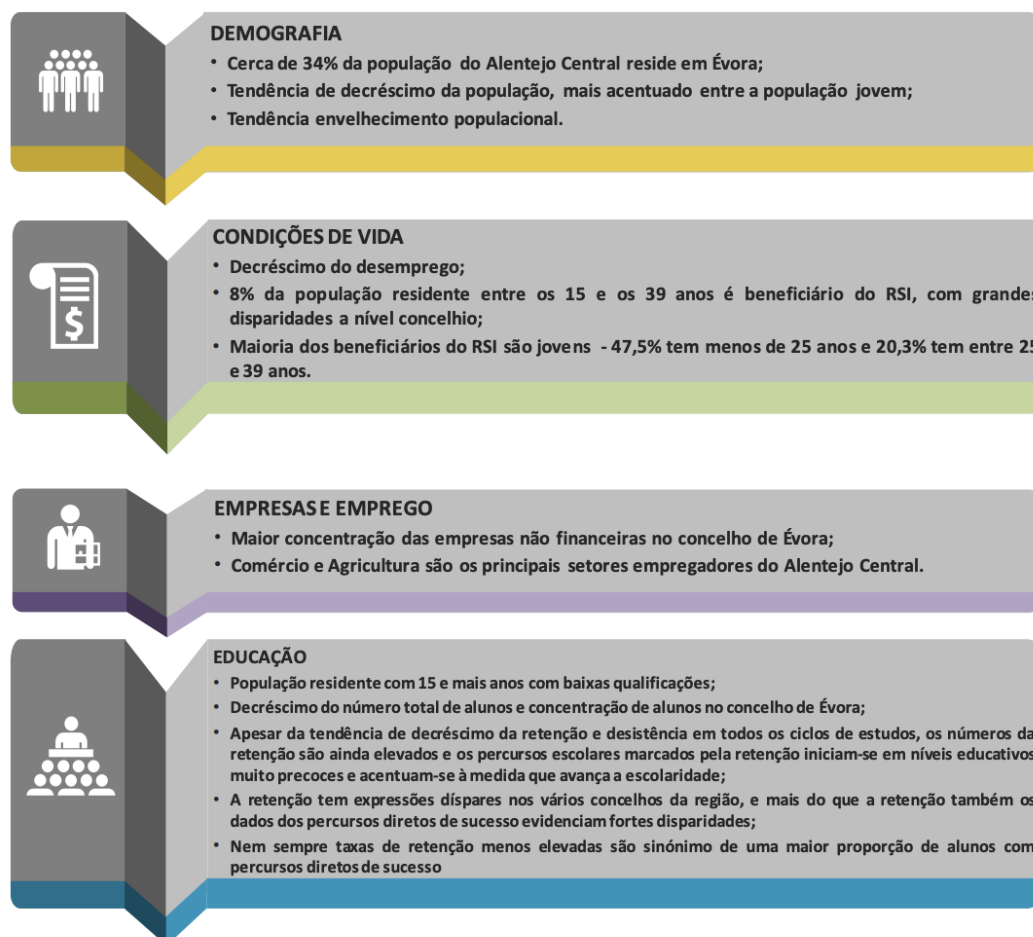 DEMOGRAFIA
• Cerca de 34% da população do Alentejo Central reside em Évora;
• Tendência de decréscimo da população, mais acentuado entre a população jovem;
• Tendência envelhecimento populacional.
$
CONDIÇÕES DE VIDA
• Decréscimo do desemprego;
• 8% da população residente entre os 15 e os 39 anos é beneficiário do RSI, com grandes
disparidades a nível concelhio;
• Maioria dos beneficiários do RSI são jovens - 47,5% tem menos de 25 anos e 20,3% tem entre 25
e 39 anos.
EMPRESAS E EMPREGO
• Maior concentração das empresas não financeiras no concelho de Évora;
• Comércio e Agricultura são os principais setores empregadores do Alentejo Central.
EDUCAÇÃO
• População residente com 15 e mais anos com baixas qualificações;
• Decréscimo do número total de alunos e concentração de alunos no concelho de Évora;
• Apesar da tendência de decréscimo da retenção e desistência em todos os ciclos de estudos, os números da
retenção são ainda elevados e os percursos escolares marcados pela retenção iniciam-se em níveis educativos
muito precoces e acentuam-se à medida que avança a escolaridade;
• A retenção tem expressões díspares nos vários concelhos da região, e mais do que a retenção também os
dados dos percursos diretos de sucesso evidenciam fortes disparidades;
• Nem sempre taxas de retenção menos elevadas são sinónimo de uma maior proporção de alunos com
percursos diretos de sucesso